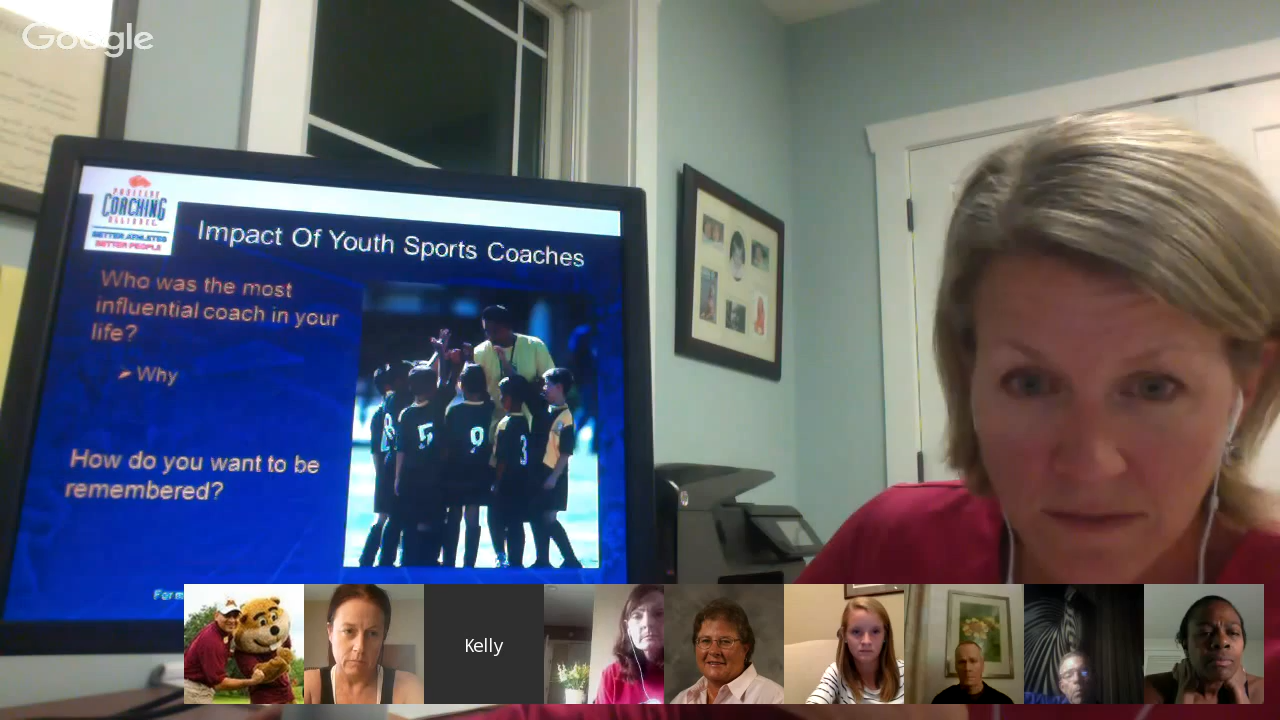 Google
POSITIVE
COACHING
ALLIANCE
BETTER ATHLETES
BETTER PEOPLE
Impact Of Youth Sports Coaches
Who was the most
influential coach in your
life?
Why
How do you want to be
remembered?
5
9
3
Kelly